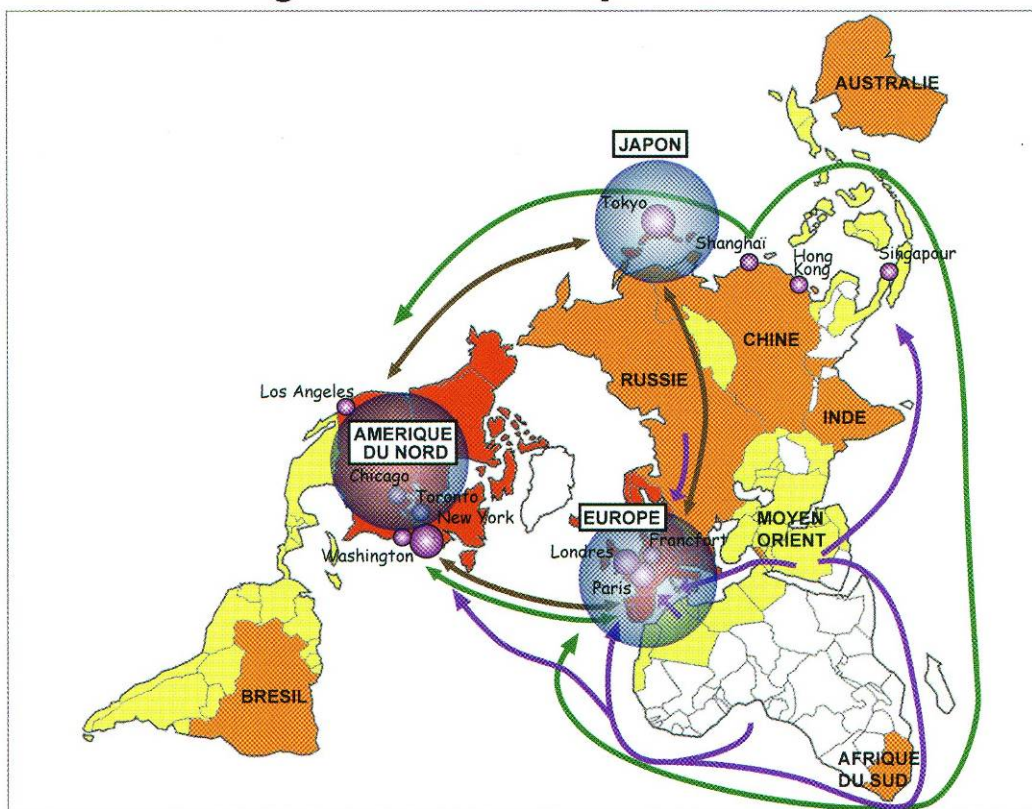 AUSTRALIE
JAPON
Tokyo
Shanghaï
Hong
Kong
Singapour
CHINE
RUSSIE
INDE
Los Angeles
AMERIQUE
DU NORD
Chicago
Toronto
New York
Washington
EUROPE
Francfort
Londres
Paris
MOYEN
ORIENT
BRESIL
AFRIQUE
DU SUD